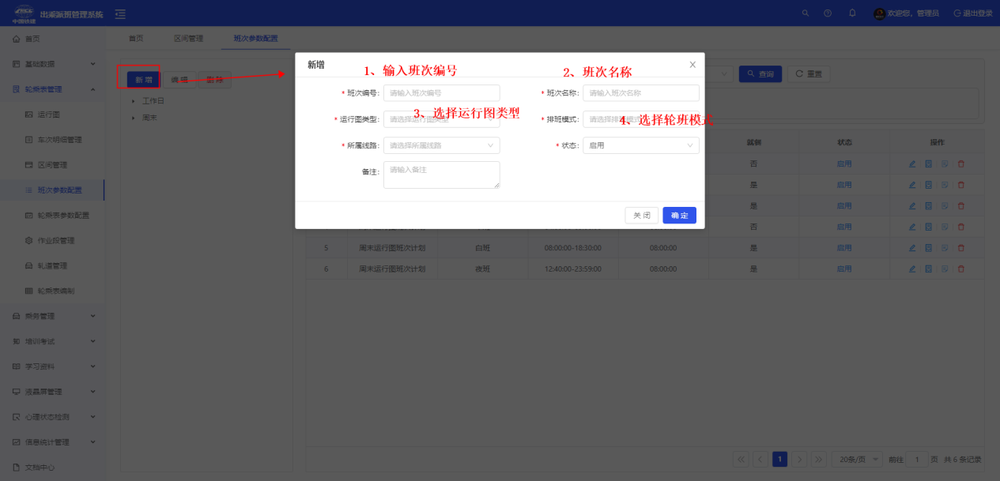 中国铁建
出乘派班管理系统
欢迎您，管理员
退出登录
首页
基础数据
轮乘表管理
运行图
车次明细管理
区间管理
班次参数配置
轮乘表参数配置
作业段管理
轧道管理
轮乘表编制
乘务管理
培训考试
学习资料
液晶屏管理
心理状态检测
信息统计管理
文档中心
首页 区间管理 班次参数配置
新增 编辑 删除
工作日
周末
查询 重置
新增
1、输入班次编号
2、班次名称
* 班次编号: 请输入班次编号
* 班次名称: 请输入班次名称
3、选择运行图类型
4、选择轮班模式
* 运行图类型: 请选择运行图类型
* 排班模式: 请选择排班模式
* 所属线路: 请选择所属线路
* 状态: 启用
备注: 请输入备注
关闭 确定
状态 操作
否 启用
是 启用
是 启用
否 启用
5 周末运行图班次计划 白班 08:00:00-18:30:00 08:00:00 是 启用
6 周末运行图班次计划 夜班 12:40:00-23:59:00 08:00:00 是 启用
1 20条/页 前往 1 页 共 6 条记录